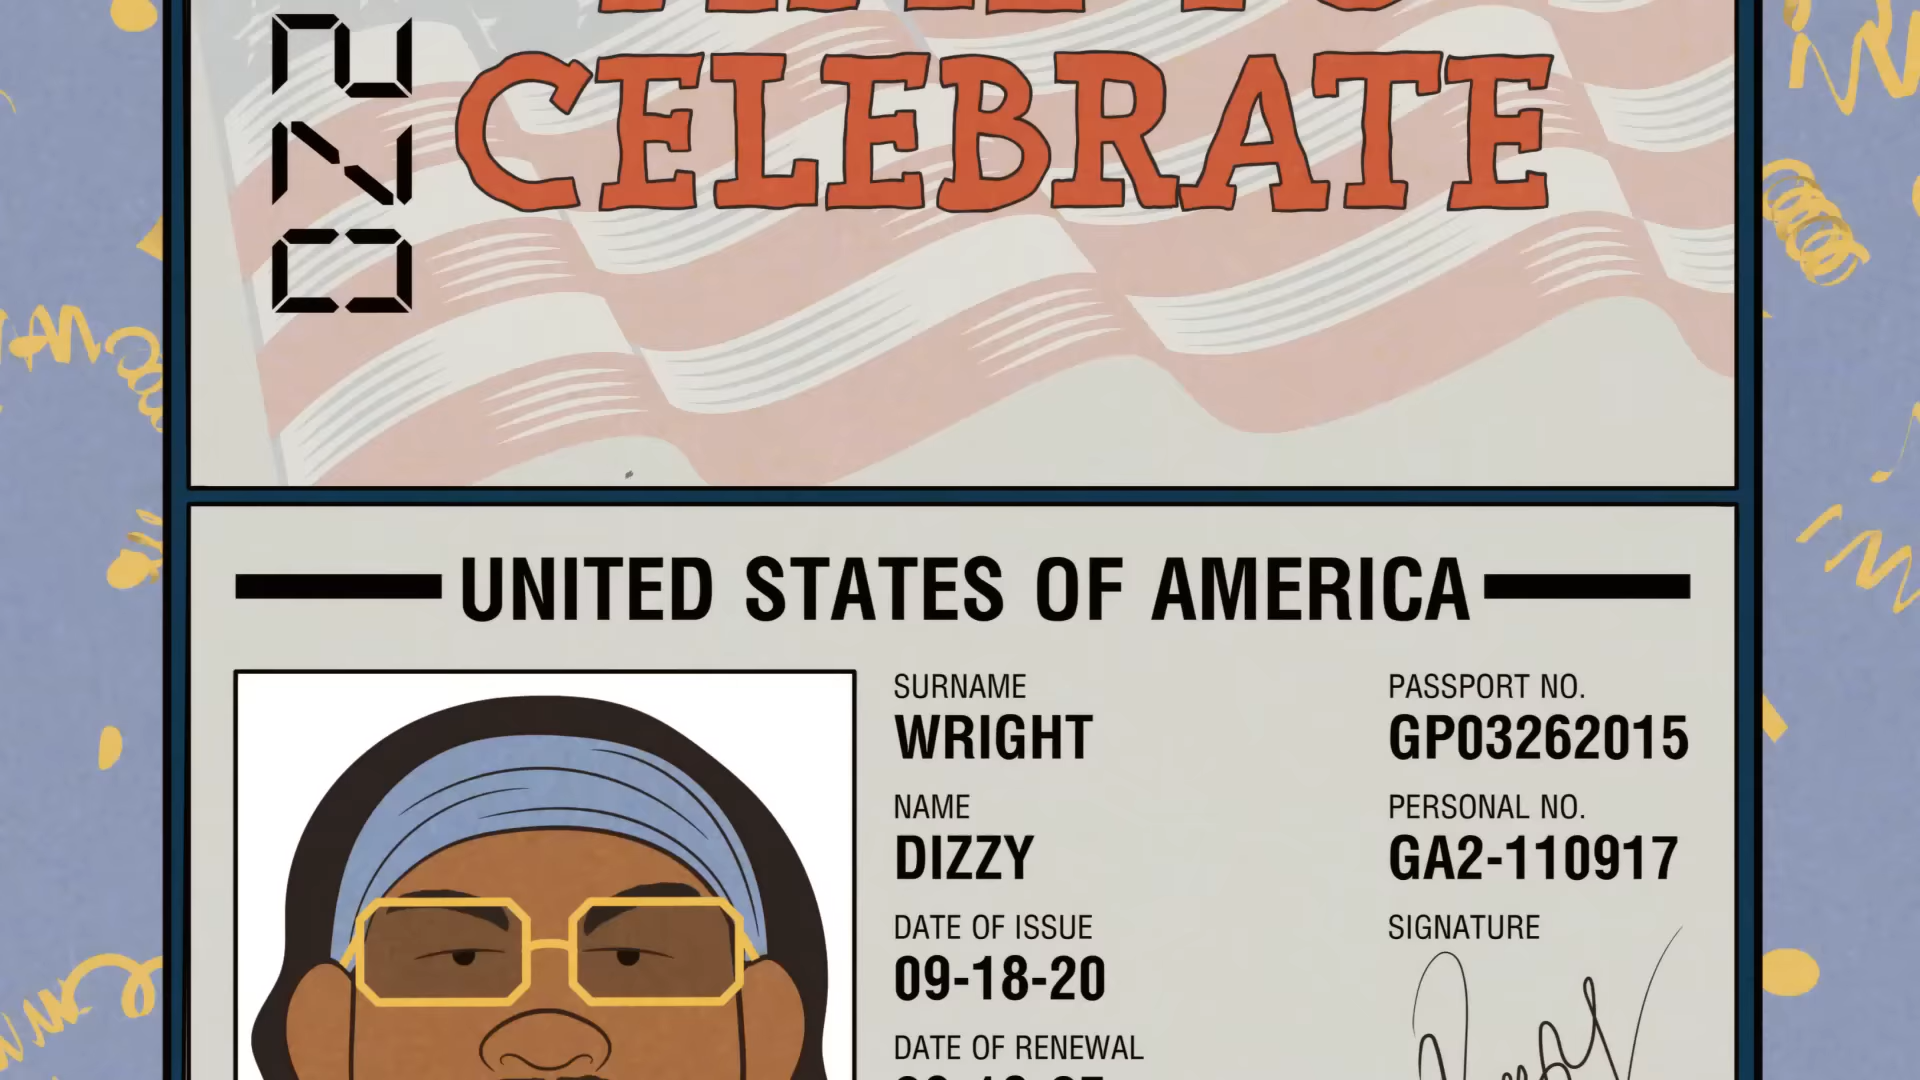 CELEBRATE
UNITED STATES OF AMERICA
SURNAME
WRIGHT
NAME
DIZZY
DATE OF ISSUE
09-18-20
DATE OF RENEWAL
PASSPORT NO.
GP03262015
PERSONAL NO.
GA2-110917
SIGNATURE